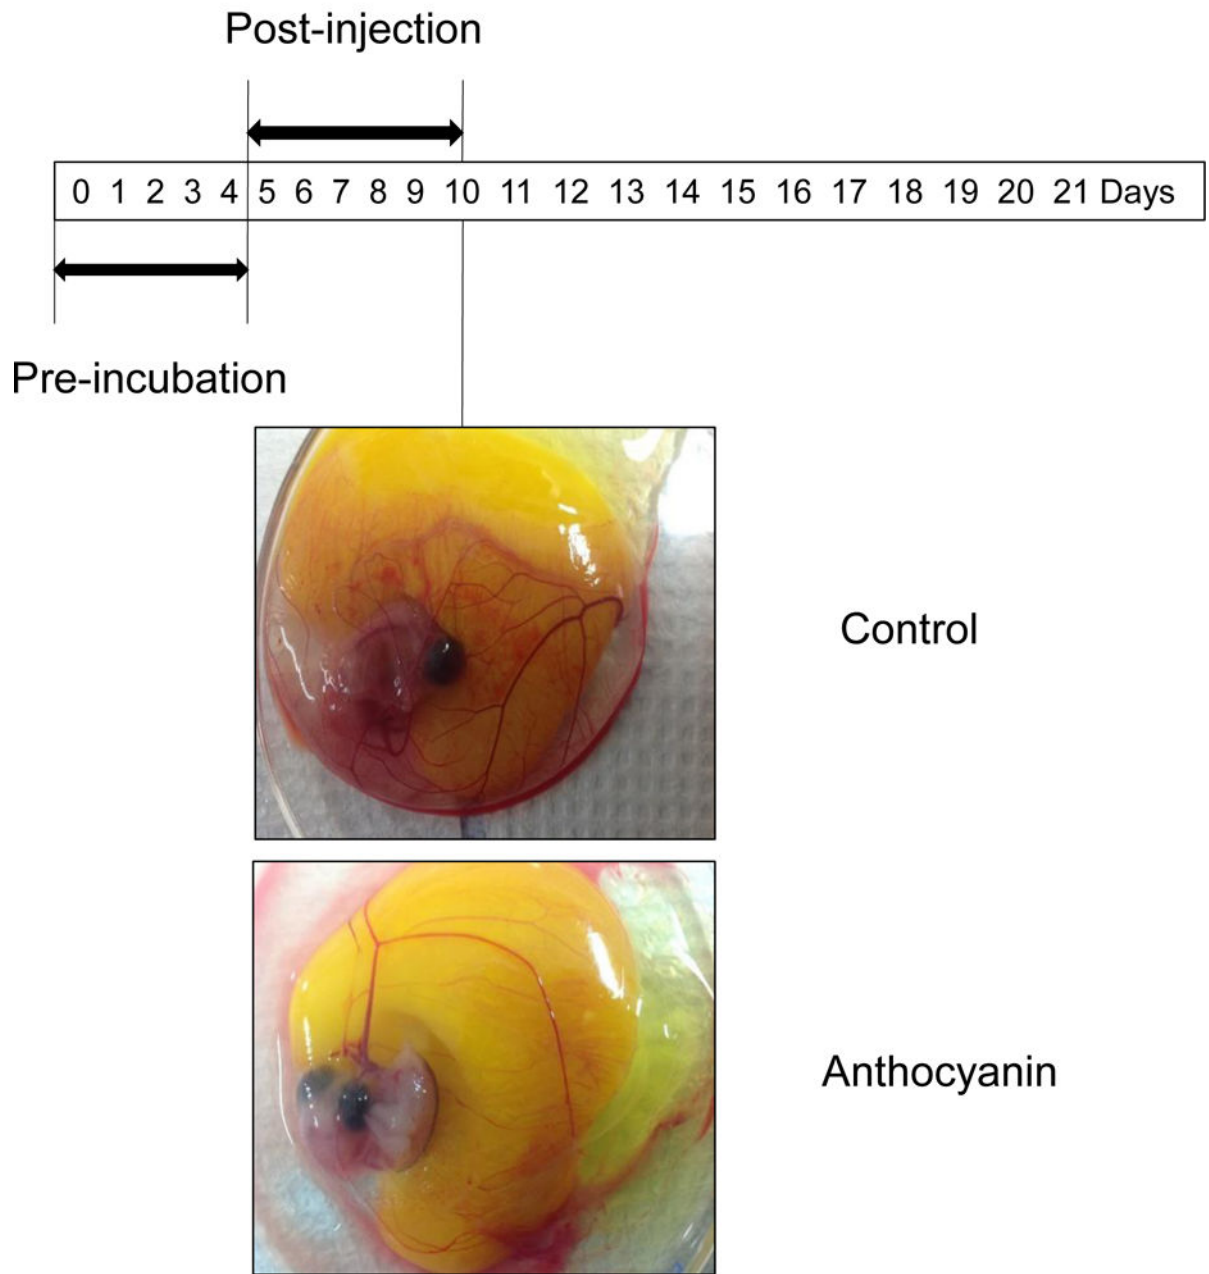 Post-injection
0 1 2 3 4 5 6 7 8 9 10 11 12 13 14 15 16 17 18 19 20 21 Days
Pre-incubation
Control
Anthocyanin